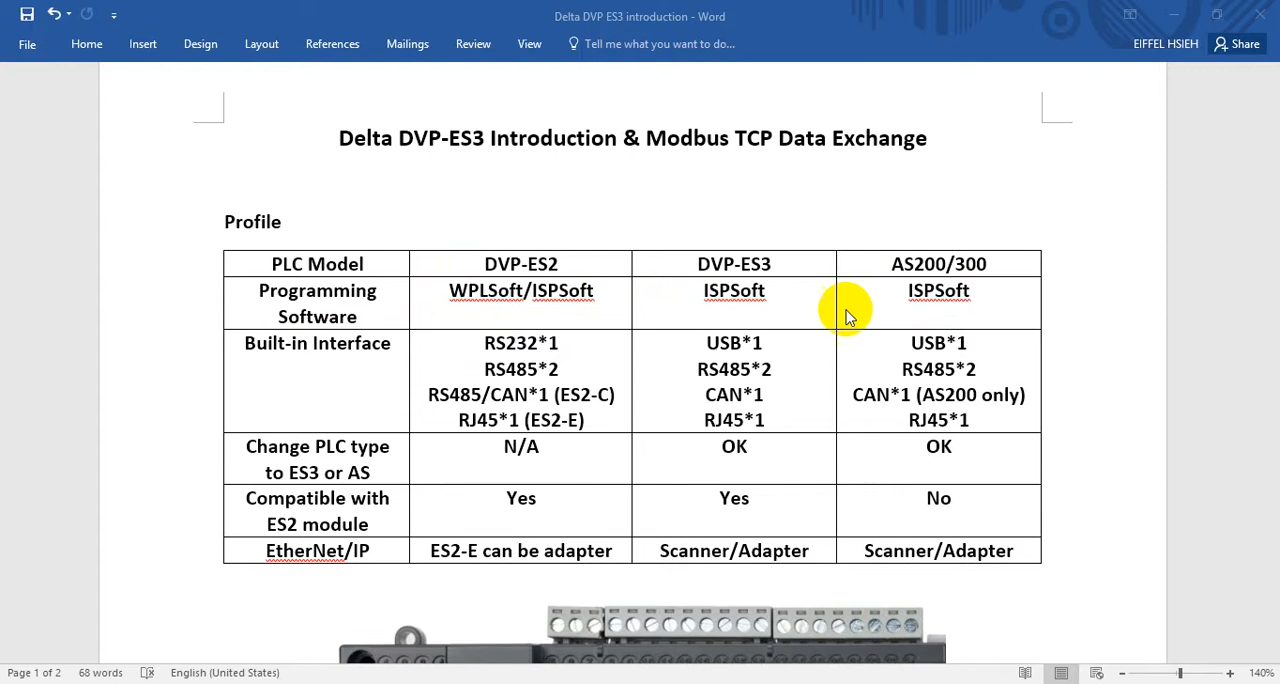 Delta DVP ES3 introduction - Word
File Home Insert Design Layout References Mailings Review View Tell me what you want to do... EIFFEL HSIEH Share
Delta DVP-ES3 Introduction & Modbus TCP Data Exchange
Profile
PLC Model DVP-ES2 DVP-ES3 AS200/300
Programming WPLSoft/ISPSoft ISPSoft ISPSoft
Software
Built-in Interface RS232*1 USB*1 USB*1
RS485*2 RS485*2 RS485*2
RS485/CAN*1 (ES2-C) CAN*1 CAN*1 (AS200 only)
RJ45*1 (ES2-E) RJ45*1 RJ45*1
Change PLC type N/A OK OK
to ES3 or AS
Compatible with Yes Yes No
ES2 module
EtherNet/IP ES2-E can be adapter Scanner/Adapter Scanner/Adapter
Page 1 of 2 68 words English (United States) 140%